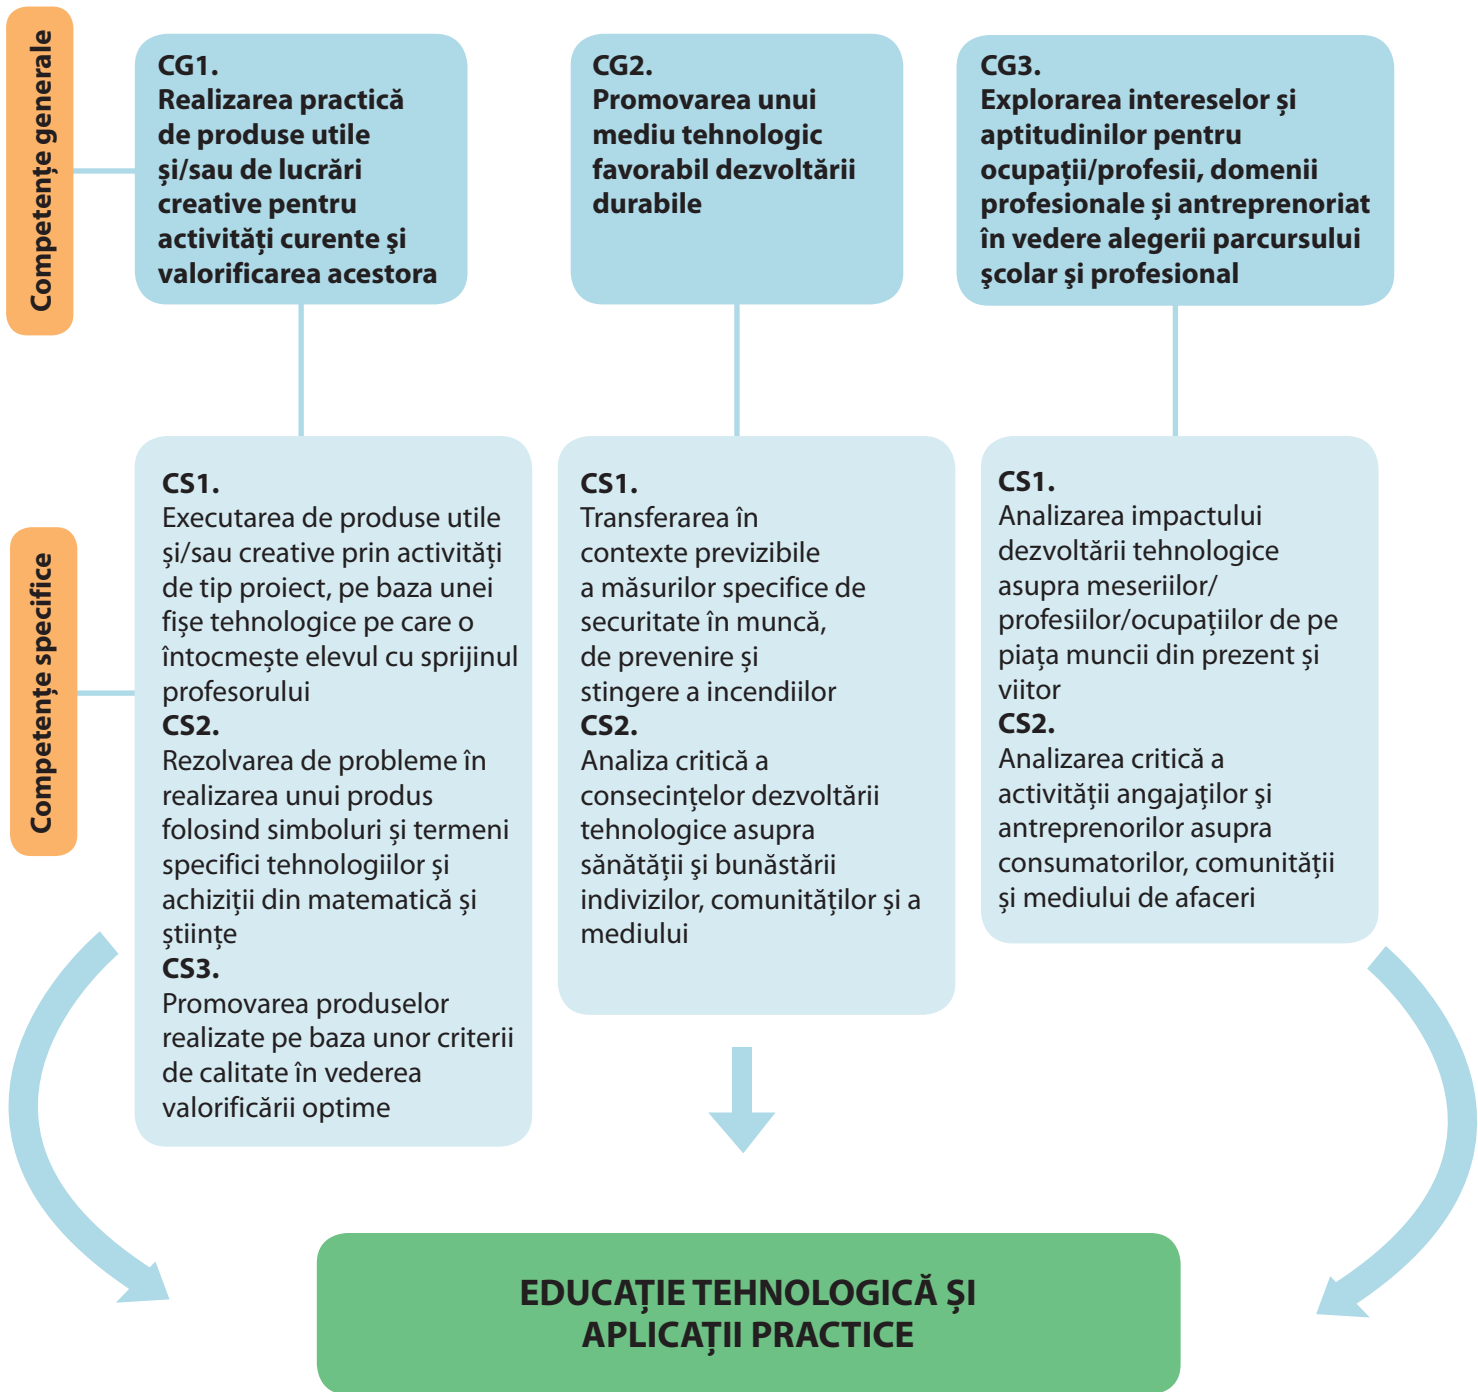 Competențe generale
CG1.
Realizarea practică
de produse utile
și/sau de lucrări
creative pentru
activități curente şi
valorificarea acestora
CG2.
Promovarea unui
mediu tehnologic
favorabil dezvoltării
durabile
CG3.
Explorarea intereselor și
aptitudinilor pentru
ocupații/profesii, domenii
profesionale și antreprenoriat
în vedere alegerii parcursului
şcolar şi profesional
Competențe specifice
CS1.
Executarea de produse utile
și/sau creative prin activități
de tip proiect, pe baza unei
fișe tehnologice pe care o
întocmește elevul cu sprijinul
profesorului
CS2.
Rezolvarea de probleme în
realizarea unui produs
folosind simboluri și termeni
specifici tehnologiilor și
achiziții din matematică și
științe
CS3.
Promovarea produselor
realizate pe baza unor criterii
de calitate în vederea
valorificării optime
CS1.
Transferarea în
contexte previzibile
a măsurilor specifice de
securitate în muncă,
de prevenire și
stingere a incendiilor
CS2.
Analiza critică a
consecințelor dezvoltării
tehnologice asupra
sănătății şi bunăstării
indivizilor, comunităților și a
mediului
CS1.
Analizarea impactului
dezvoltării tehnologice
asupra meseriilor/
profesiilor/ocupațiilor de pe
piața muncii din prezent și
viitor
CS2.
Analizarea critică a
activității angajaților şi
antreprenorilor asupra
consumatorilor, comunității
și mediului de afaceri
EDUCAȚIE TEHNOLOGICĂ ȘI
APLICAȚII PRACTICE